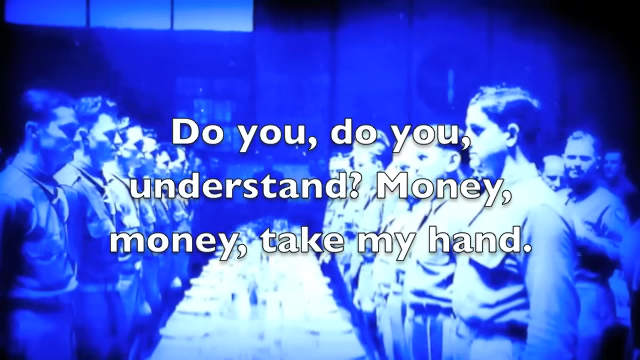 Do you, do you,
understand? Money,
money, take my hand.